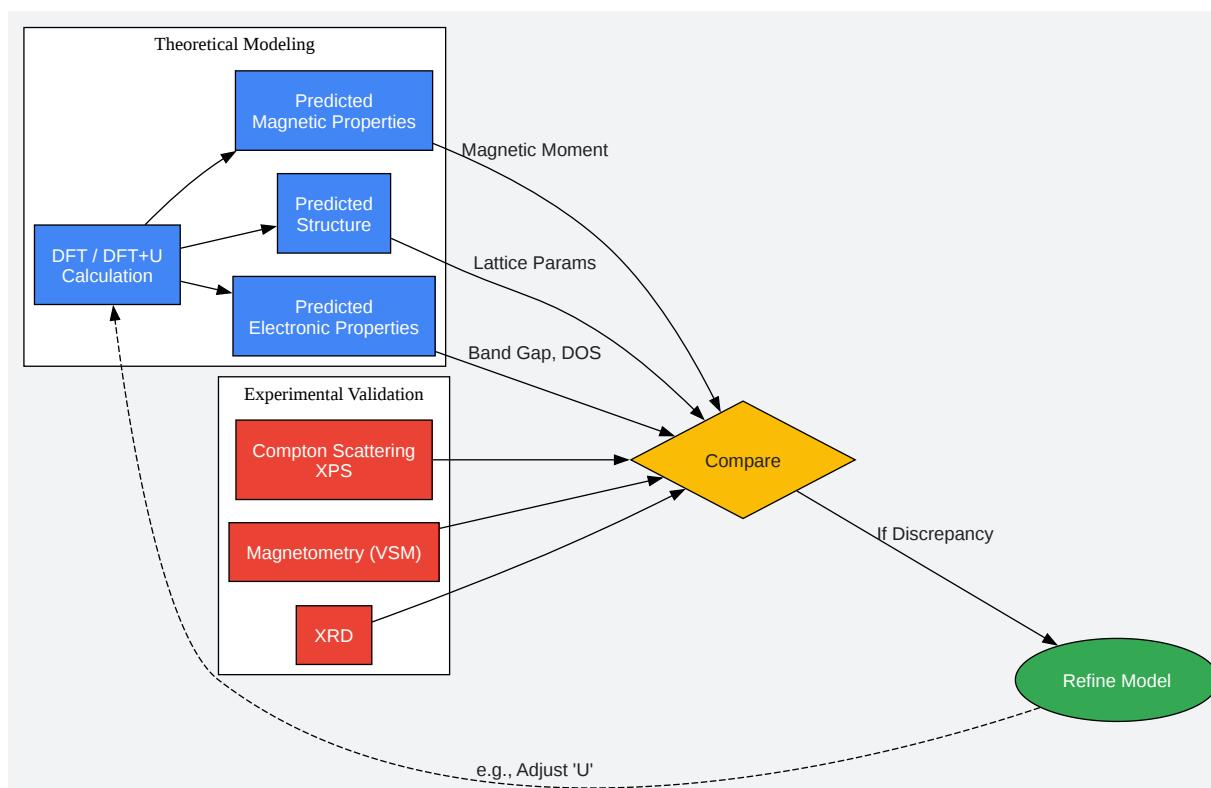 Theoretical Modeling
Predicted
Magnetic Properties
Magnetic Moment
Predicted
Structure
DFT / DFT+U
Calculation
Lattice Params
Predicted
Electronic Properties
Band Gap, DOS
Experimental Validation
Compton Scattering
XPS
Compare
Magnetometry (VSM)
If Discrepancy
XRD
Refine Model
e.g., Adjust 'U'